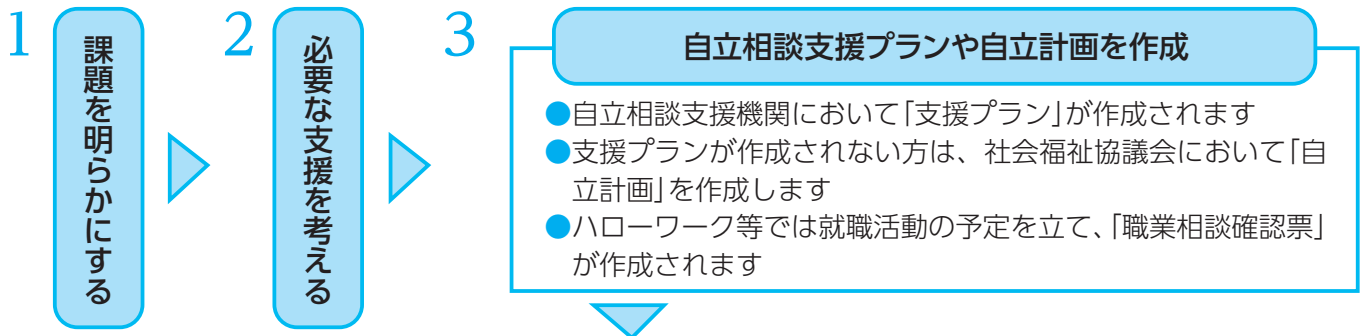 1
課題を明らかにする
2
必要な支援を考える
3
自立相談支援プランや自立計画を作成
●自立相談支援機関において「支援プラン」が作成されます
●支援プランが作成されない方は、社会福祉協議会において「自
立計画」を作成します
●ハローワーク等では就職活動の予定を立て、「職業相談確認票」
が作成されます